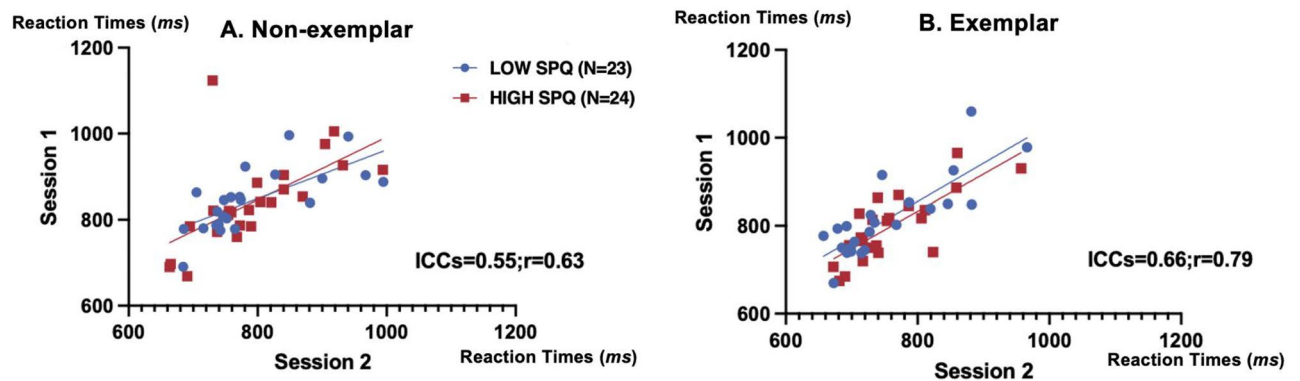 Reaction Times (ms)
A. Non-exemplar
1200
1000
800
600
Session 1
LOW SPQ (N=23)
HIGH SPQ (N=24)
ICCs=0.55;r=0.63
600 800 1000 1200
Session 2
Reaction Times (ms)
Reaction Times (ms)
B. Exemplar
1200
1000
800
600
Session 1
ICCs=0.66;r=0.79
600 800 1000 1200
Session 2
Reaction Times (ms)